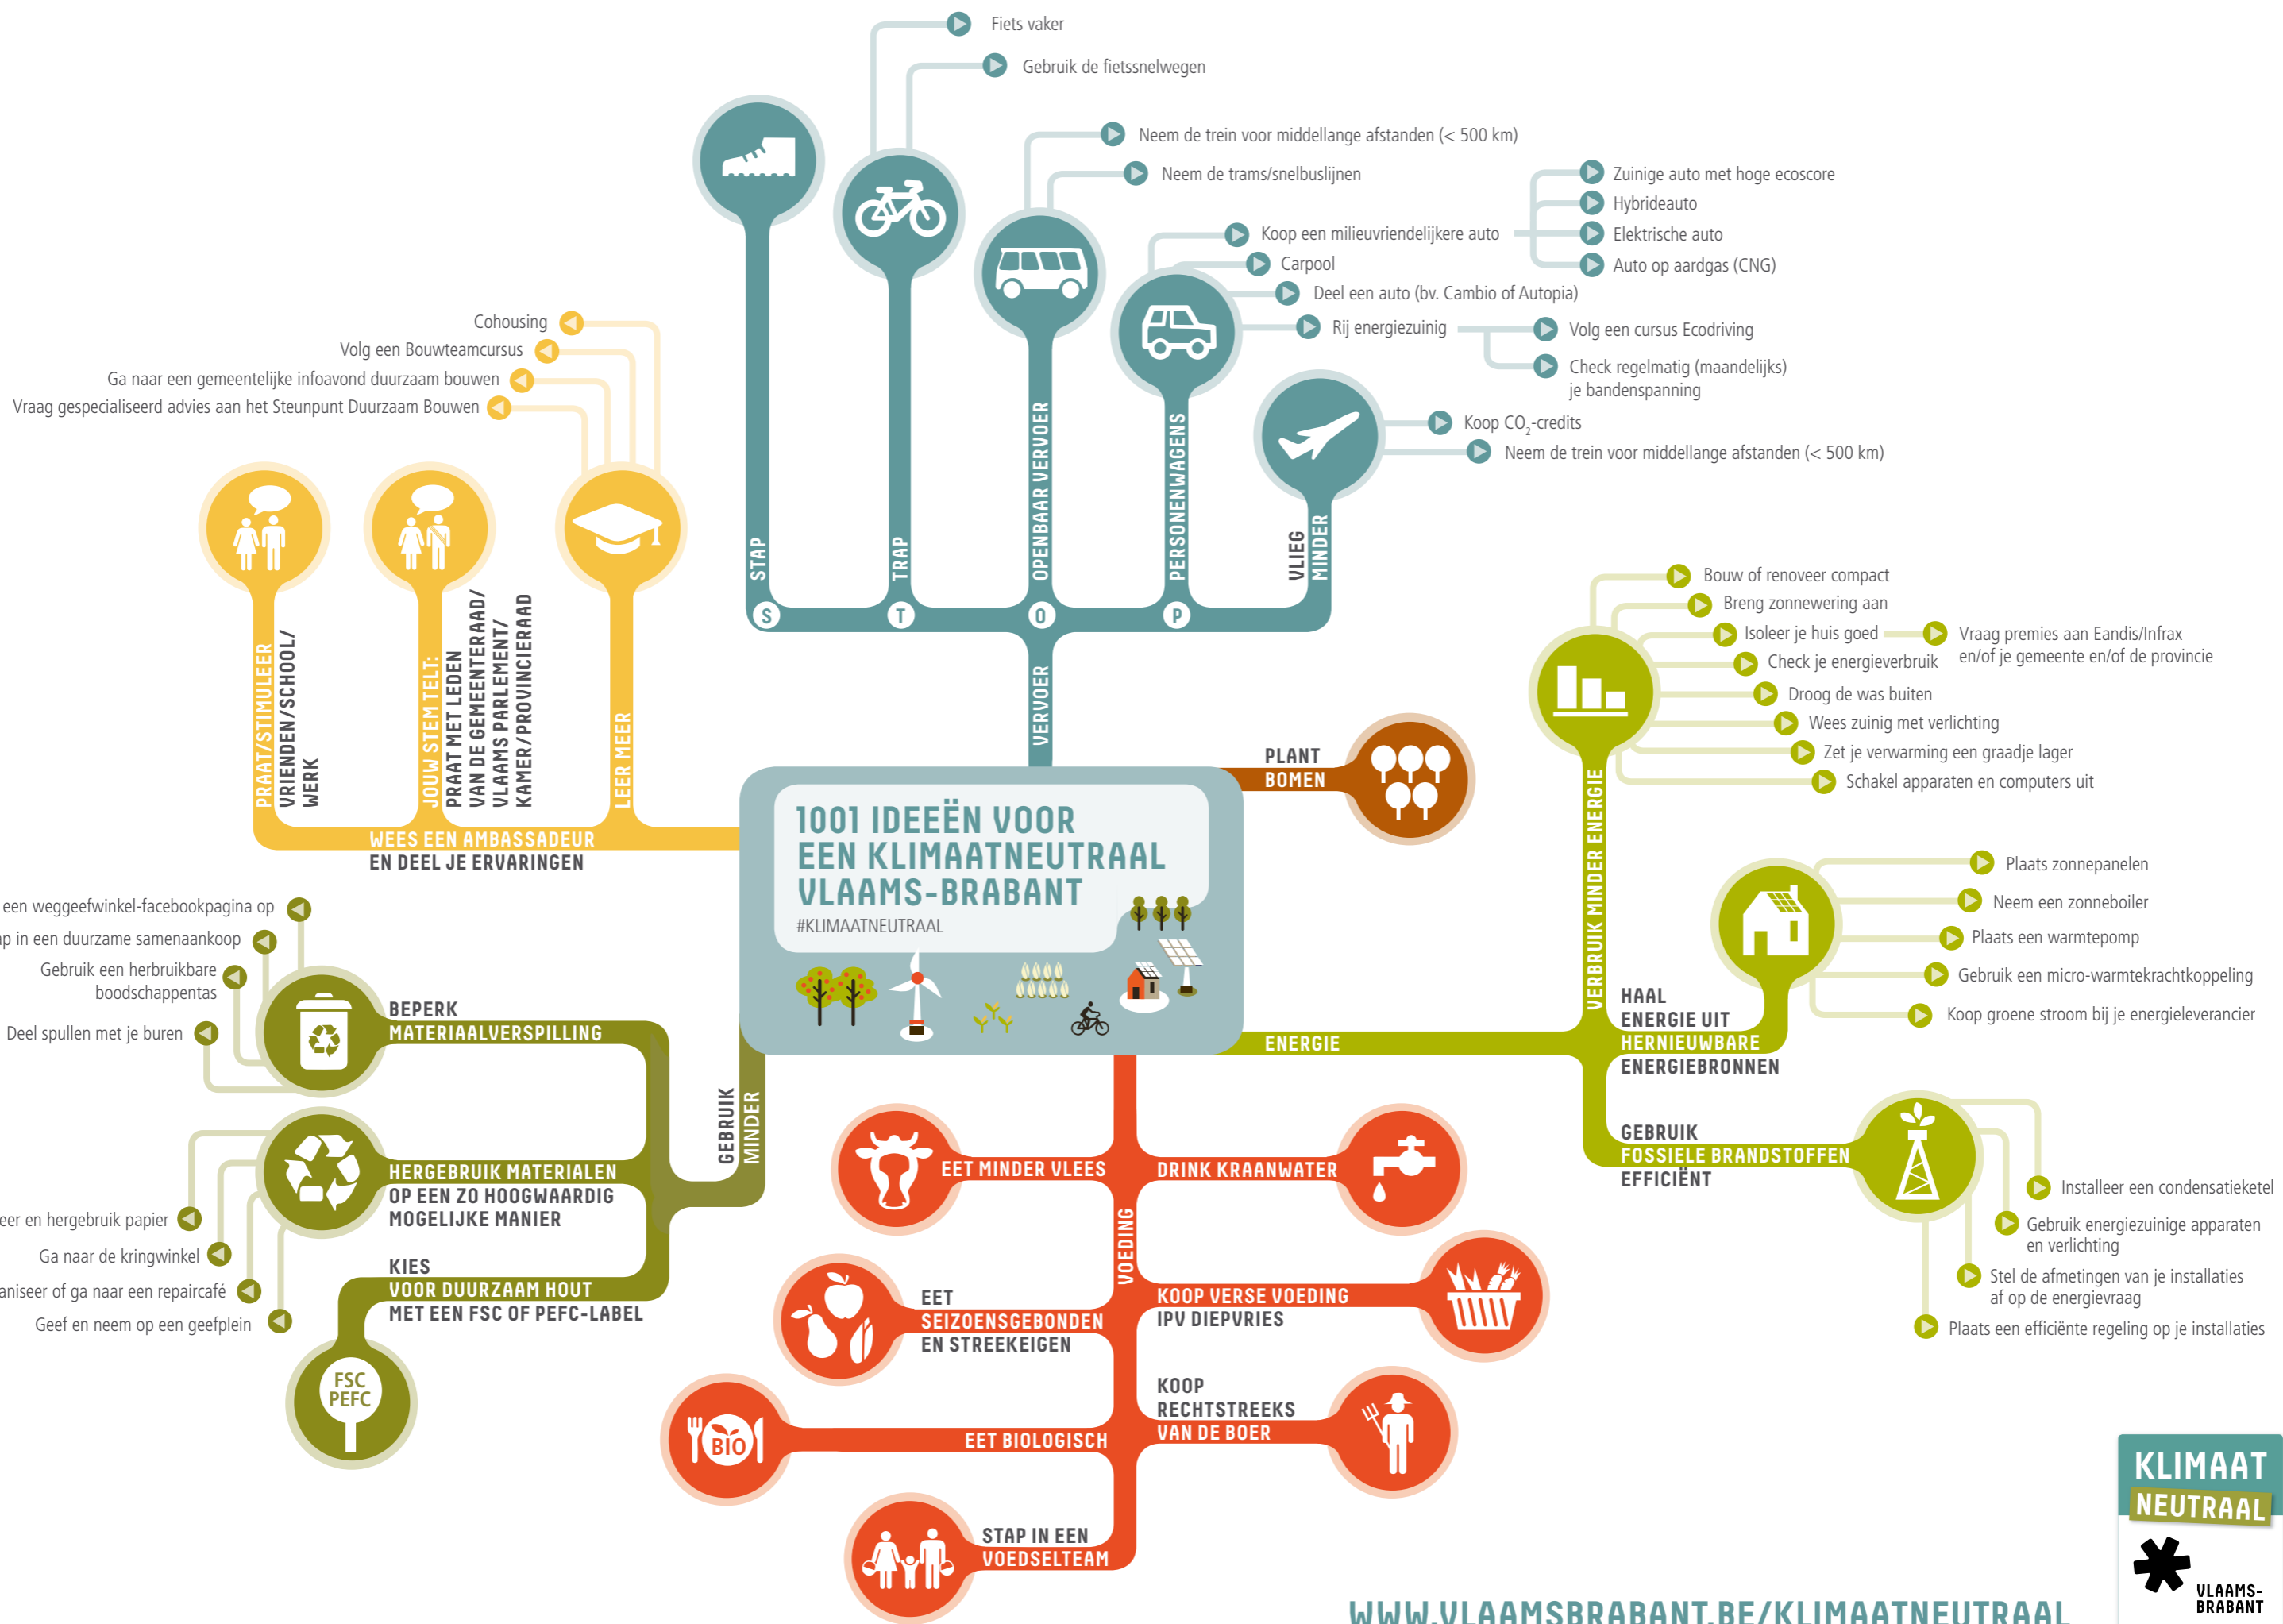 Fiets vaker
Gebruik de fietssnelwegen
Neem de trein voor middellange afstanden (< 500 km)
Neem de trams/snelbuslijnen
Koop een milieuvriendelijkere auto
Zuinige auto met hoge ecoscore
Hybrideauto
Elektrische auto
Auto op aardgas (CNG)
Carpool
Deel een auto (bv. Cambio of Autopia)
Rij energiezuinig
Volg een cursus Ecodriving
Check regelmatig (maandelijks)
je bandenspanning
Koop CO2-credits
Neem de trein voor middellange afstanden (< 500 km)
STAP
TRAP
OPENBAAR VERVOER
PERSONENWAGENS
VLIEG
MINDER
S
T
O
P
VERVOER
Cohousing
Volg een Bouwteamcursus
Ga naar een gemeentelijke infoavond duurzaam bouwen
Vraag gespecialiseerd advies aan het Steunpunt Duurzaam Bouwen
PRAAT/STIMULEER
VRIENDEN/SCHOOL/
WERK
JOUW STEM TELT:
PRAAT MET LEDEN
VAN DE GEMEENTERAAD/
VLAAMS PARLEMENT/
KAMER/PROVINCIERAAD
LEER MEER
WEES EEN AMBASSADEUR
EN DEEL JE ERVARINGEN
1001 IDEEËN VOOR
EEN KLIMAATNEUTRAAL
VLAAMS-BRABANT
#KLIMAATNEUTRAAL
PLANT
BOMEN
Bouw of renoveer compact
Breng zonnewering aan
Isoleer je huis goed
Vraag premies aan Eandis/Infrax
en/of je gemeente en/of de provincie
Check je energieverbruik
Droog de was buiten
Wees zuinig met verlichting
Zet je verwarming een graadje lager
Schakel apparaten en computers uit
VERBRUIK MINDER ENERGIE
Plaats zonnepanelen
Neem een zonneboiler
Plaats een warmtepomp
Gebruik een micro-warmtekrachtkoppeling
Koop groene stroom bij je energieleverancier
HAAL
ENERGIE UIT
HERNIEUWBARE
ENERGIEBRONNEN
ENERGIE
GEBRUIK
FOSSIELE BRANDSTOFFEN
EFFICIËNT
Installeer een condensatieketel
Gebruik energiezuinige apparaten
en verlichting
Stel de afmetingen van je installaties
af op de energievraag
Plaats een efficiënte regeling op je installaties
een weggeefwinkel-facebookpagina op
in een duurzame samenaankoop
Gebruik een herbruikbare
boodschappentas
Deel spullen met je buren
BEPERK
MATERIAALVERSPILLING
GEBRUIK
MINDER
HERGEBRUIK MATERIALEN
OP EEN ZO HOOGWAARDIG
MOGELIJKE MANIER
en hergebruik papier
Ga naar de kringwinkel
of ga naar een repaircafé
Geef en neem op een geefplein
KIES
VOOR DUURZAAM HOUT
MET EEN FSC OF PEFC-LABEL
FSC
PEFC
VOEDING
EET MINDER VLEES
DRINK KRAANWATER
EET
SEIZOENSGEBONDEN
EN STREEKEIGEN
KOOP VERSE VOEDING
IPV DIEPVRIES
BIO
EET BIOLOGISCH
KOOP
RECHTSTREEKS
VAN DE BOER
STAP IN EEN
VOEDSELTEAM
WWW.VLAAMSBRABANT.BE/KLIMAATNEUTRAAL
KLIMAAT
NEUTRAAL
VLAAMS-
BRABANT